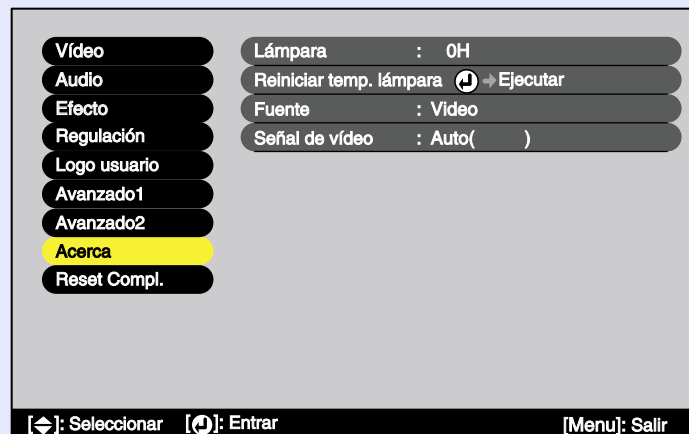 Vídeo
Audio
Efecto
Regulación
Logo usuario
Avanzado1
Avanzado2
Acerca
Reset Compl.
Lámpara : 0H
Reiniciar temp. lámpara Ejecutar
Fuente : Video
Señal de vídeo : Auto( )
[ ]: Seleccionar [ ]: Entrar [Menu]: Salir